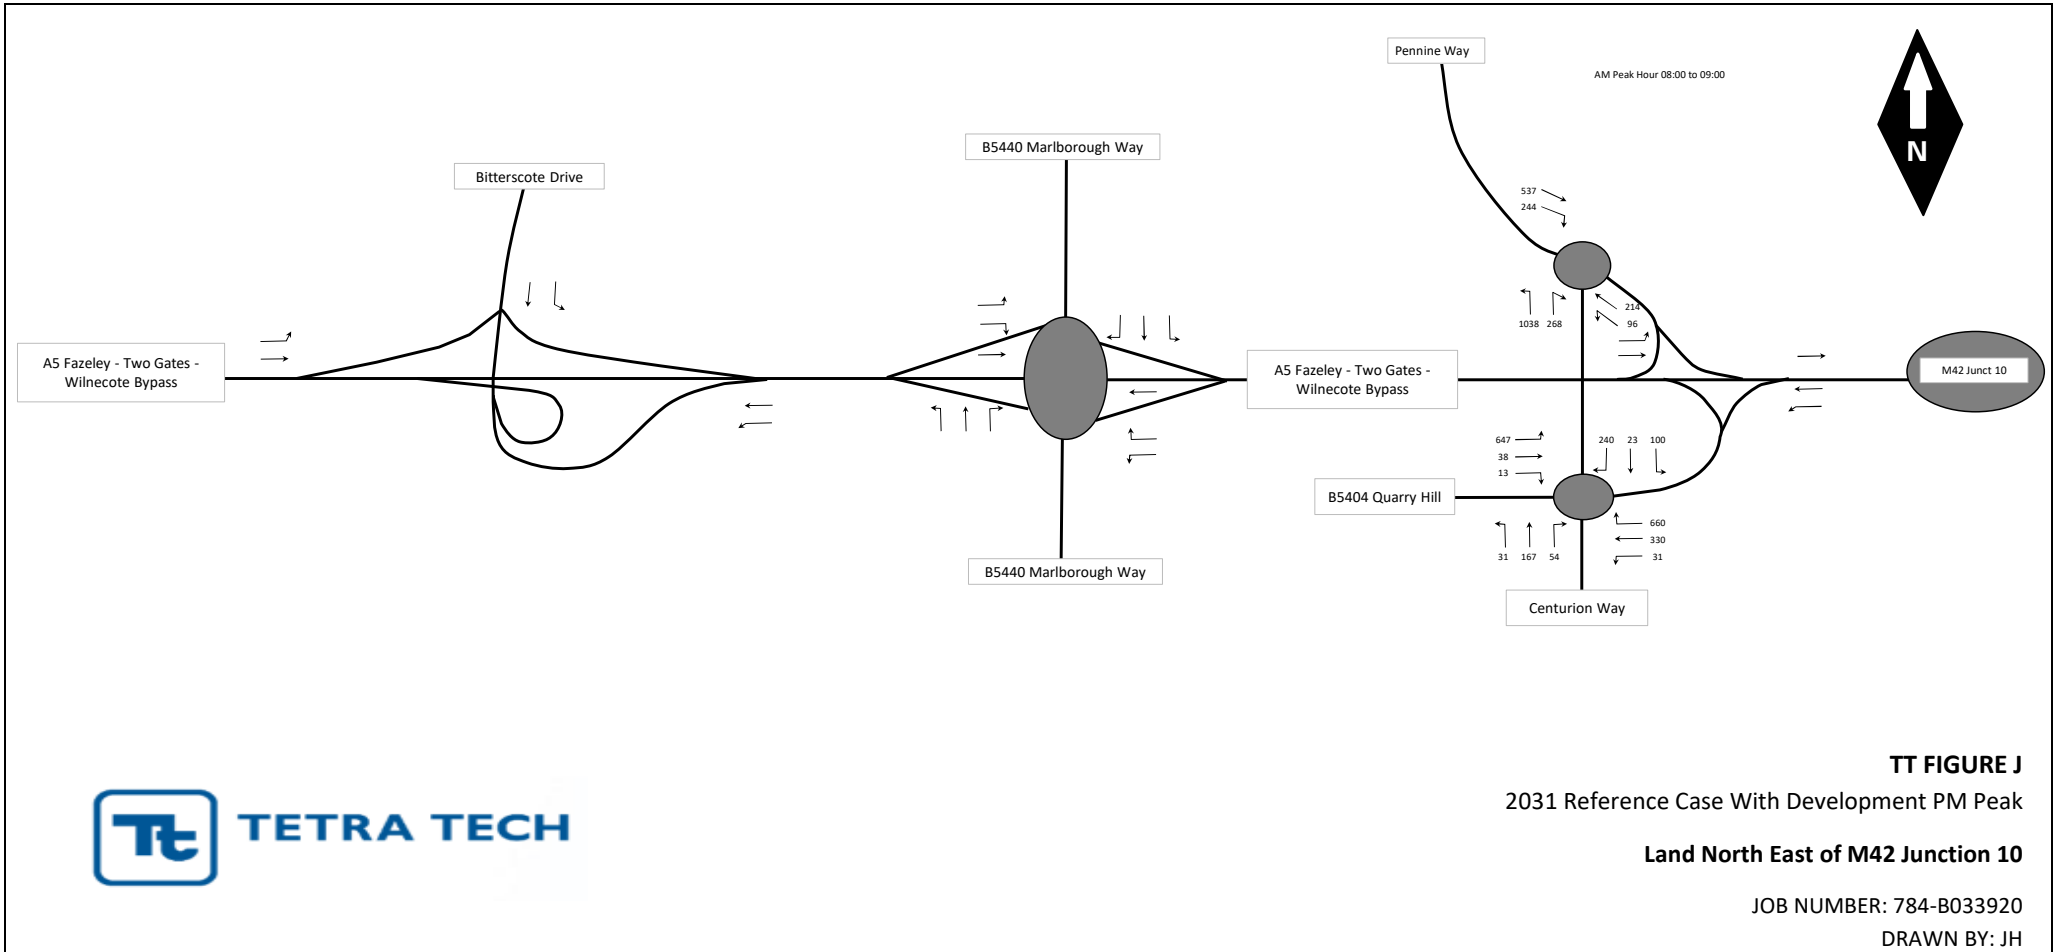 Pennine Way
AM Peak Hour 08:00 to 09:00
N
B5440 Marlborough Way
Bitterscote Drive
537
244
214
1038 268
96
A5 Fazeley - Two Gates -
Wilnecote Bypass
A5 Fazeley - Two Gates -
Wilnecote Bypass
M42 Junct 10
647
38
13
240 23 100
B5404 Quarry Hill
660
330
31
31 167 54
B5440 Marlborough Way
Centurion Way
TT FIGURE J
2031 Reference Case With Development PM Peak
Land North East of M42 Junction 10
JOB NUMBER: 784-B033920
DRAWN BY: JH
Tt TETRA TECH